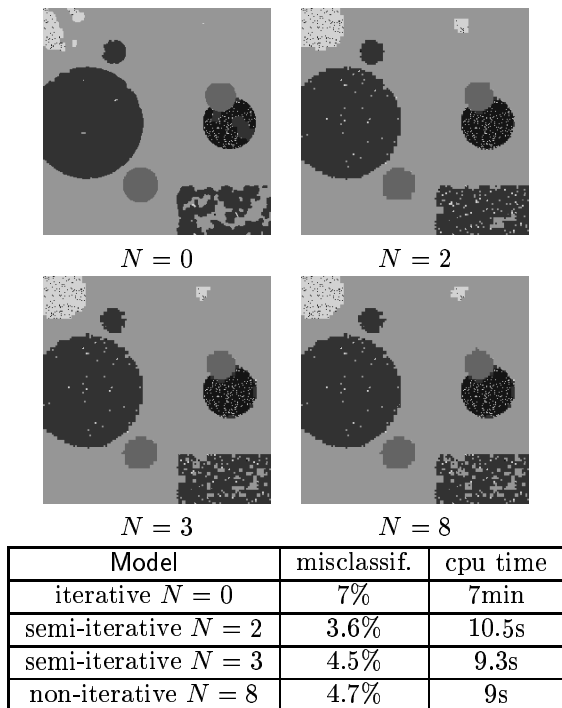 N = 0
N = 2
N = 3
N = 8
Model misclassif. cpu time
iterative N = 0 7% 7min
semi-iterative N = 2 3.6% 10.5s
semi-iterative N = 3 4.5% 9.3s
non-iterative N = 8 4.7% 9s